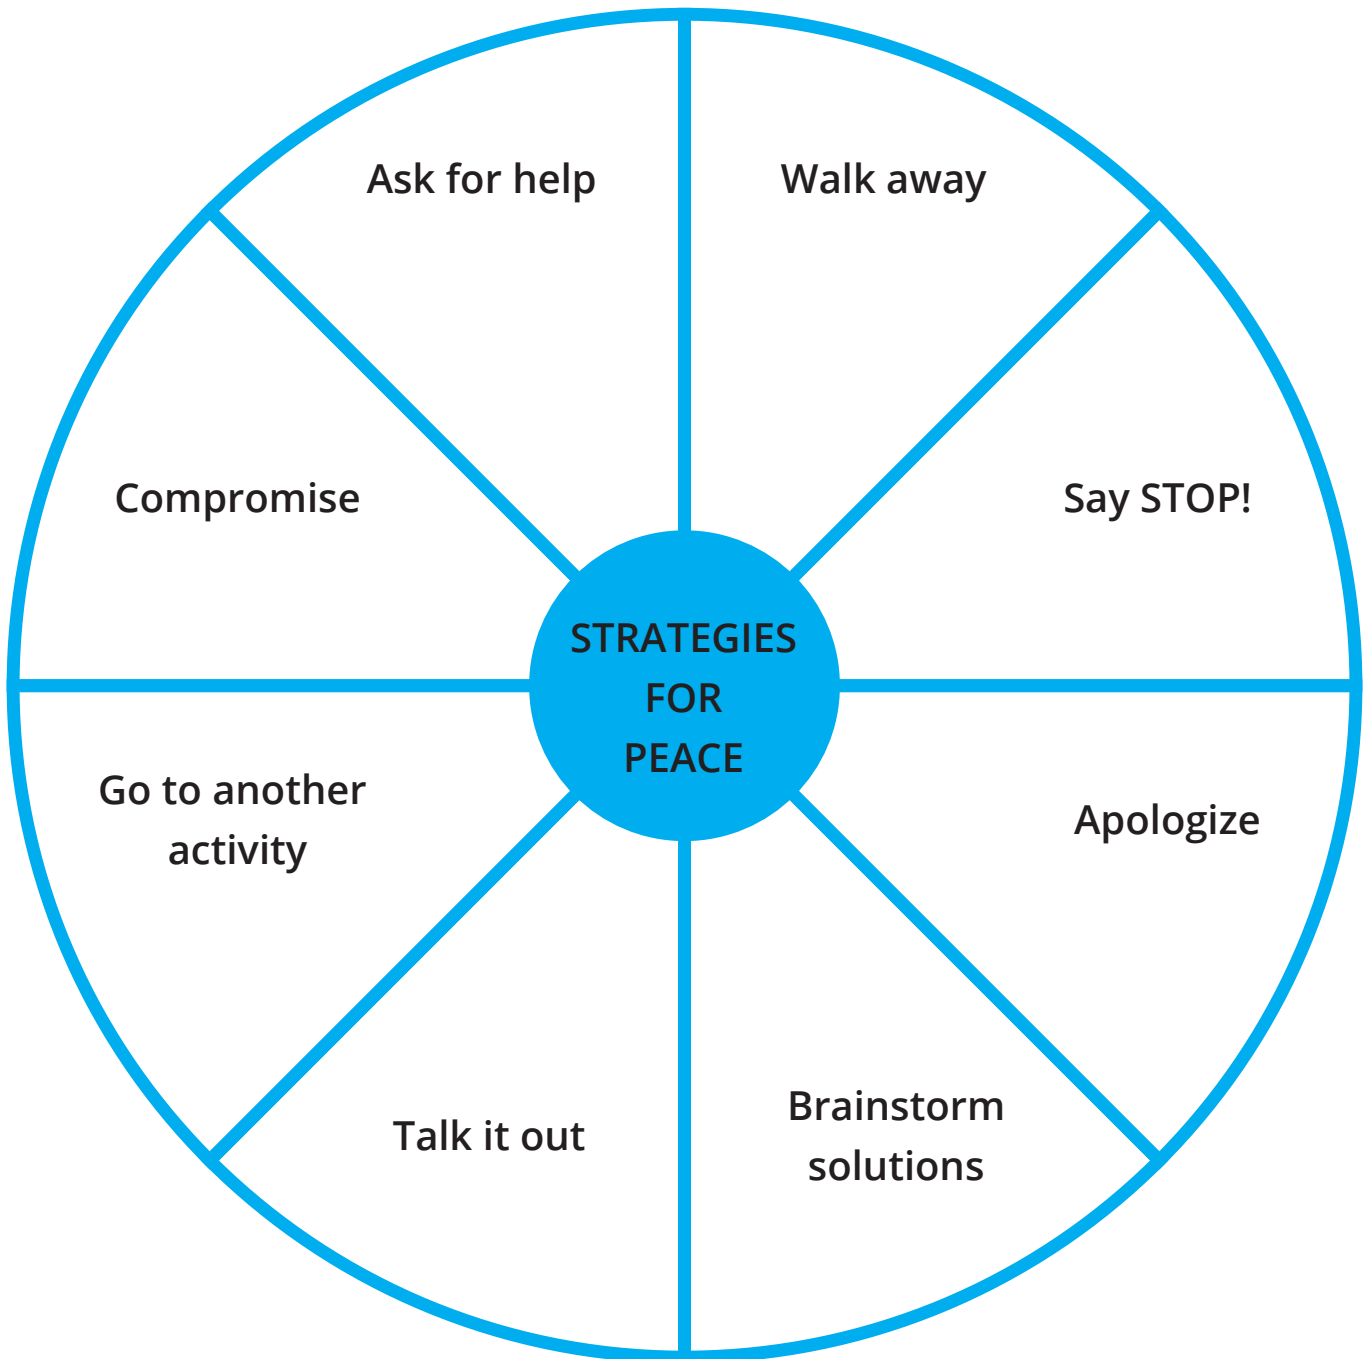 Ask for help
Walk away
Compromise
Say STOP!
STRATEGIES
FOR
PEACE
Go to another
activity
Apologize
Talk it out
Brainstorm
solutions